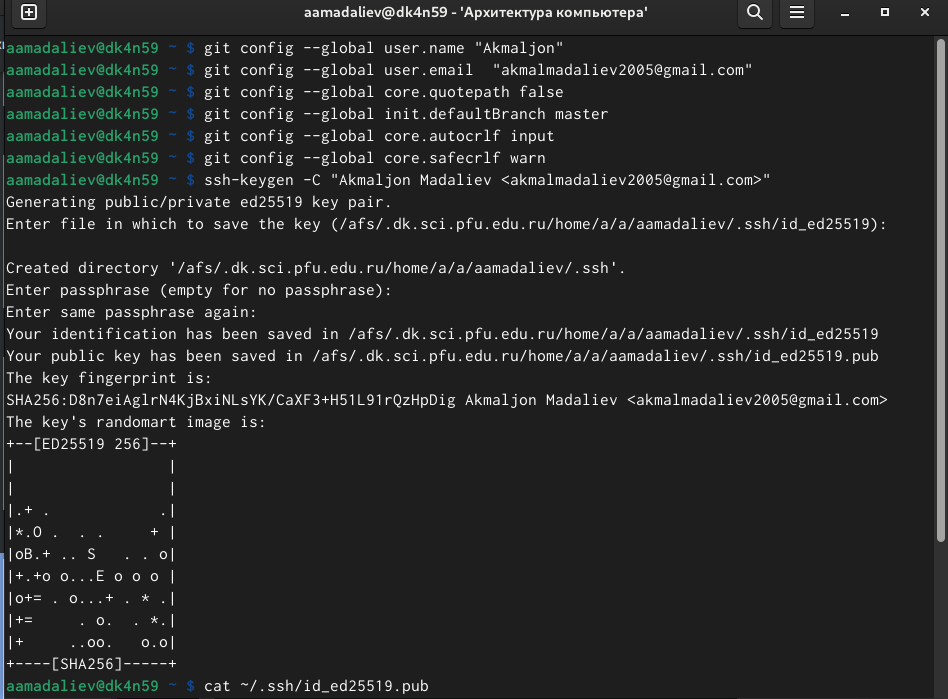 aamadaliev@dk4n59 - 'Архитектура компьютера'
aamadaliev@dk4n59 ~ $ git config --global user.name "Akmaljon"
aamadaliev@dk4n59 ~ $ git config --global user.email  "akmalmadaliev2005@gmail.com"
aamadaliev@dk4n59 ~ $ git config --global core.quotepath false
aamadaliev@dk4n59 ~ $ git config --global init.defaultBranch master
aamadaliev@dk4n59 ~ $ git config --global core.autocrlf input
aamadaliev@dk4n59 ~ $ git config --global core.safecrlf warn
aamadaliev@dk4n59 ~ $ ssh-keygen -C "Akmaljon Madaliev <akmalmadaliev2005@gmail.com>"
Generating public/private ed25519 key pair.
Enter file in which to save the key (/afs/.dk.sci.pfu.edu.ru/home/a/a/aamadaliev/.ssh/id_ed25519):
Created directory '/afs/.dk.sci.pfu.edu.ru/home/a/a/aamadaliev/.ssh'.
Enter passphrase (empty for no passphrase):
Enter same passphrase again:
Your identification has been saved in /afs/.dk.sci.pfu.edu.ru/home/a/a/aamadaliev/.ssh/id_ed25519
Your public key has been saved in /afs/.dk.sci.pfu.edu.ru/home/a/a/aamadaliev/.ssh/id_ed25519.pub
The key fingerprint is:
SHA256:D8n7eiAglrN4KjBxiNLsYK/CaXF3+H51L91rQzHpDig Akmaljon Madaliev <akmalmadaliev2005@gmail.com>
The key's randomart image is:
+--[ED25519 256]--+
|                 |
|                 |
|.+ .            .|
|*.O .  . .     + |
|oB.+ .. S   . . o|
|+.+o o...E o o o |
|o+= . o...+ . * .|
|+=     . o.  . *.|
|+     ..oo.   o.o|
+----[SHA256]-----+
aamadaliev@dk4n59 ~ $ cat ~/.ssh/id_ed25519.pub